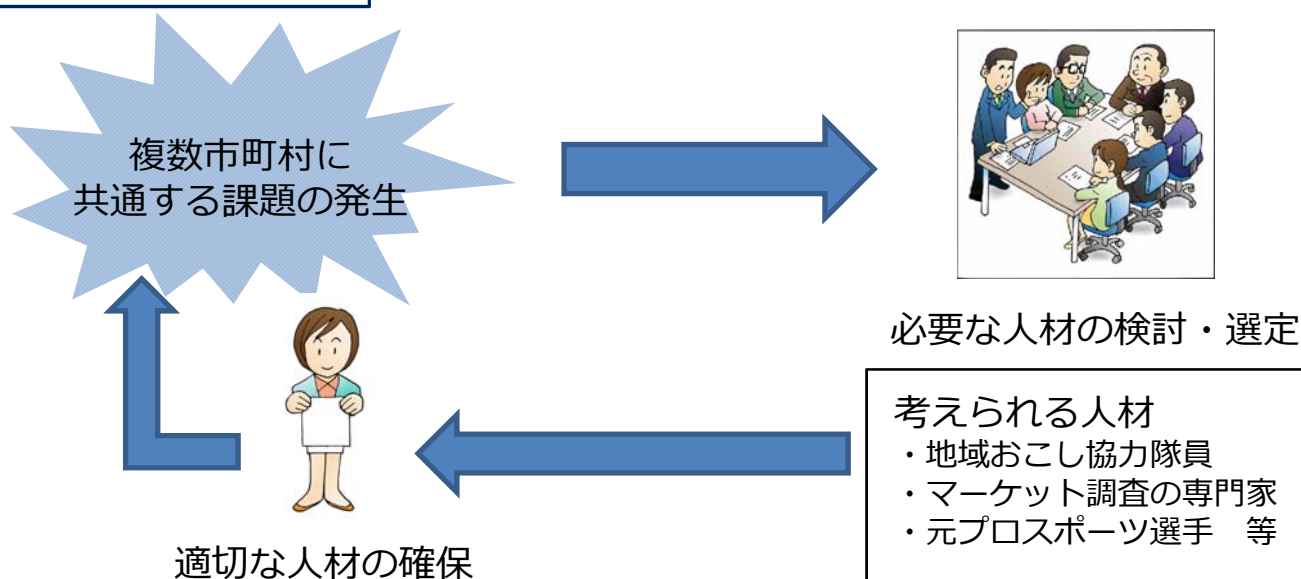 複数市町村に
共通する課題の発生
必要な人材の検討・選定
考えられる人材
・地域おこし協力隊員
・マーケット調査の専門家
・元プロスポーツ選手　等
適切な人材の確保